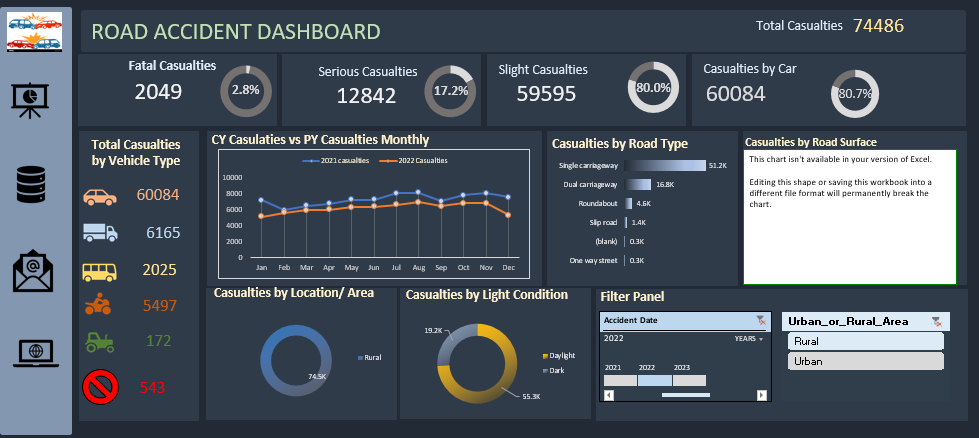 ROAD ACCIDENT DASHBOARD
Total Casualties 74486
Fatal Casualties
2049
2.8%
Serious Casualties
12842
17.2%
Slight Casualties
59595
80.0%
Casualties by Car
60084
80.7%
Total Casualties
by Vehicle Type
60084
6165
2025
5497
172
543
CY Casulaties vs PY Casualties Monthly
2021 casualties 2022 Casualties
10000
8000
6000
4000
2000
0
Jan Feb Mar Apr May Jun Jul Aug Sep Oct Nov Dec
Casualties by Road Type
Single carriageway 51.2K
Dual carriageway 16.8K
Roundabout 4.6K
Slip road 1.4K
(blank) 0.3K
One way street 0.3K
Casualties by Road Surface
This chart isn't available in your version of Excel.
Editing this shape or saving this workbook into a
different file format will permanently break the
chart.
Casualties by Location/ Area
Rural
74.5K
Casualties by Light Condition
19.2K
Daylight
Dark
55.3K
Filter Panel
Accident Date
2022 YEARS
2021 2022 2023
Urban_or_Rural_Area
Rural
Urban